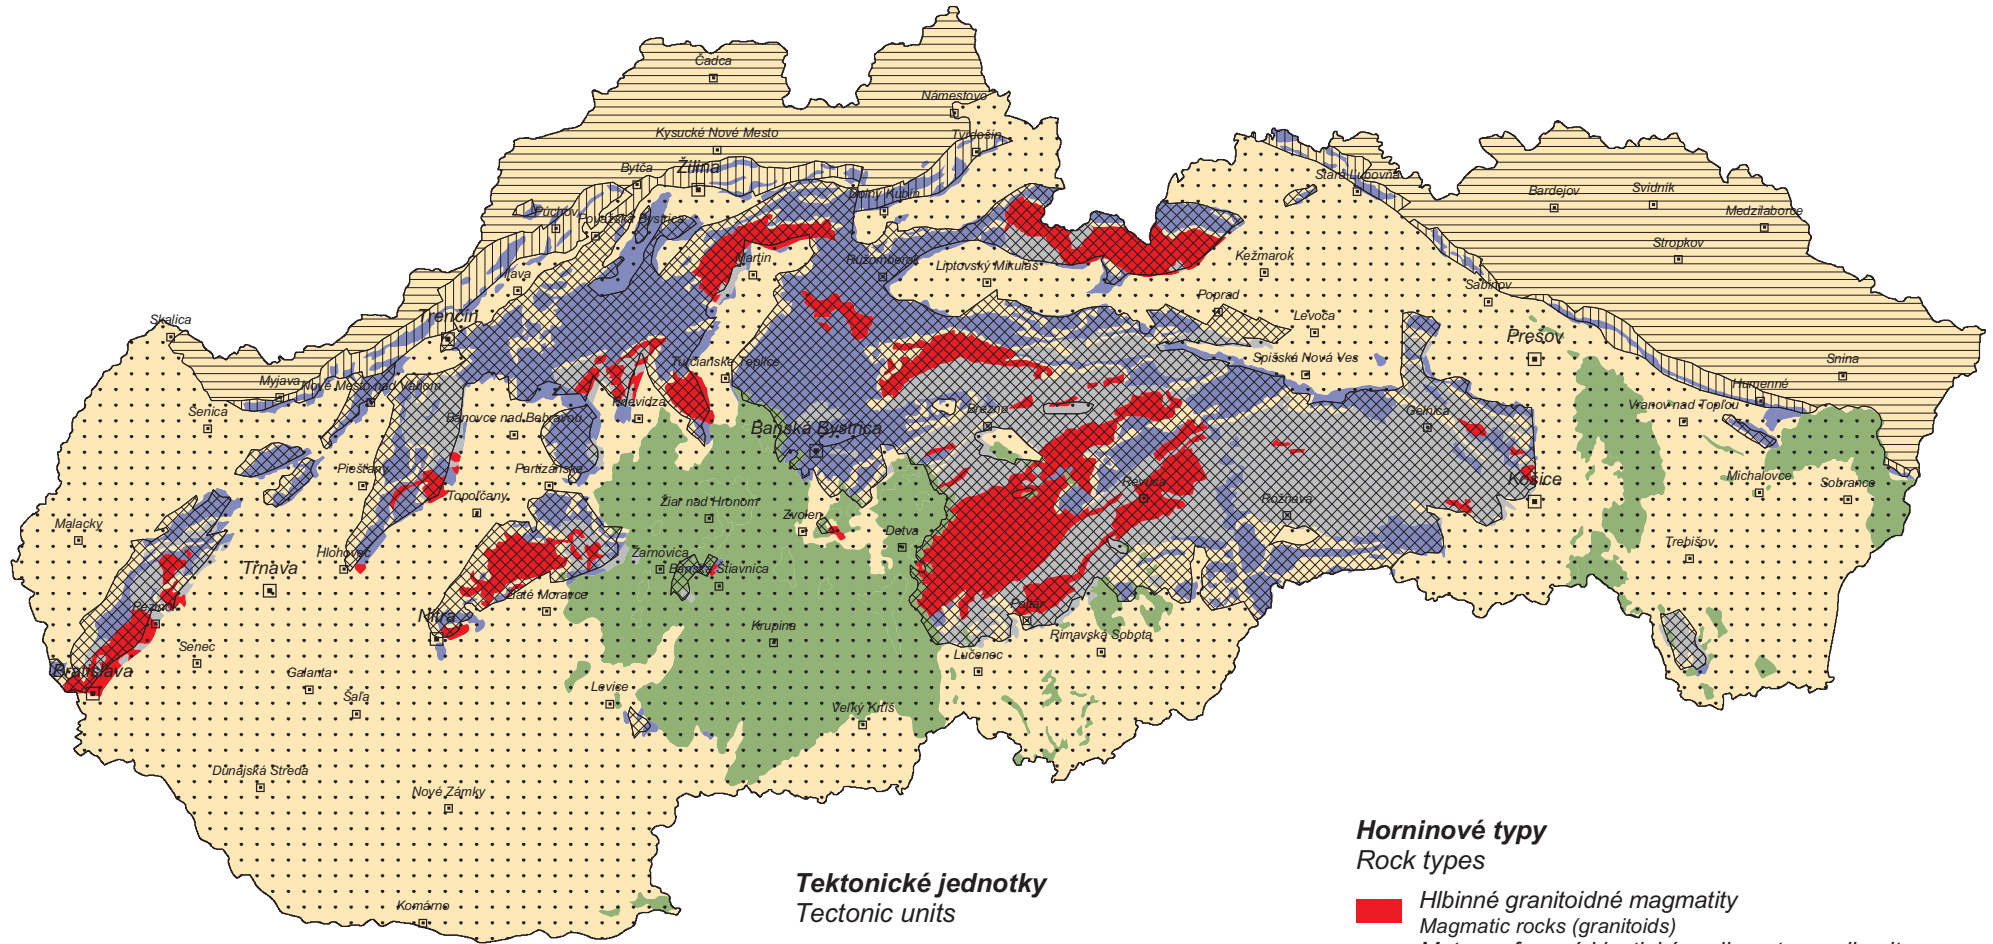 Čadca
Námestovo
Kysucké Nové Mesto
Tvrdošín
Bytča
Žilina
Stará Ľubovňa
Bardejov
Svidník
Medzilaborce
Dolný Kubín
Púchov
Považská Bystrica
Stropkov
Martin
Ružomberok
Liptovský Mikuláš
Kežmarok
Ilava
Sabinov
Poprad
Levoča
Skalica
Trenčín
Prešov
Turčianske Teplice
Spišská Nová Ves
Snina
Myjava
Nové Mesto nad Váhom
Humenné
Senica
Bánovce nad Bebravou
Prievidza
Brezno
Gelnica
Vranov nad Topľou
Banská Bystrica
Piešťany
Partizánske
Topoľčany
Žiar nad Hronom
Revúca
Rožňava
Košice
Michalovce
Sobrance
Malacky
Zvolen
Detva
Hlohovec
Trnava
Žarnovica
Banská Štiavnica
Trebišov
Pezinok
Zlaté Moravce
Nitra
Poltár
Krupina
Rimavská Sobota
Senec
Lučenec
Bratislava
Galanta
Šaľa
Levice
Veľký Krtíš
Dunajská Streda
Nové Zámky
Komárno
Tektonické jednotky
Tectonic units
Horninové typy
Rock types
Hlbinné granitoidné magmatity
Magmatic rocks (granitoids)